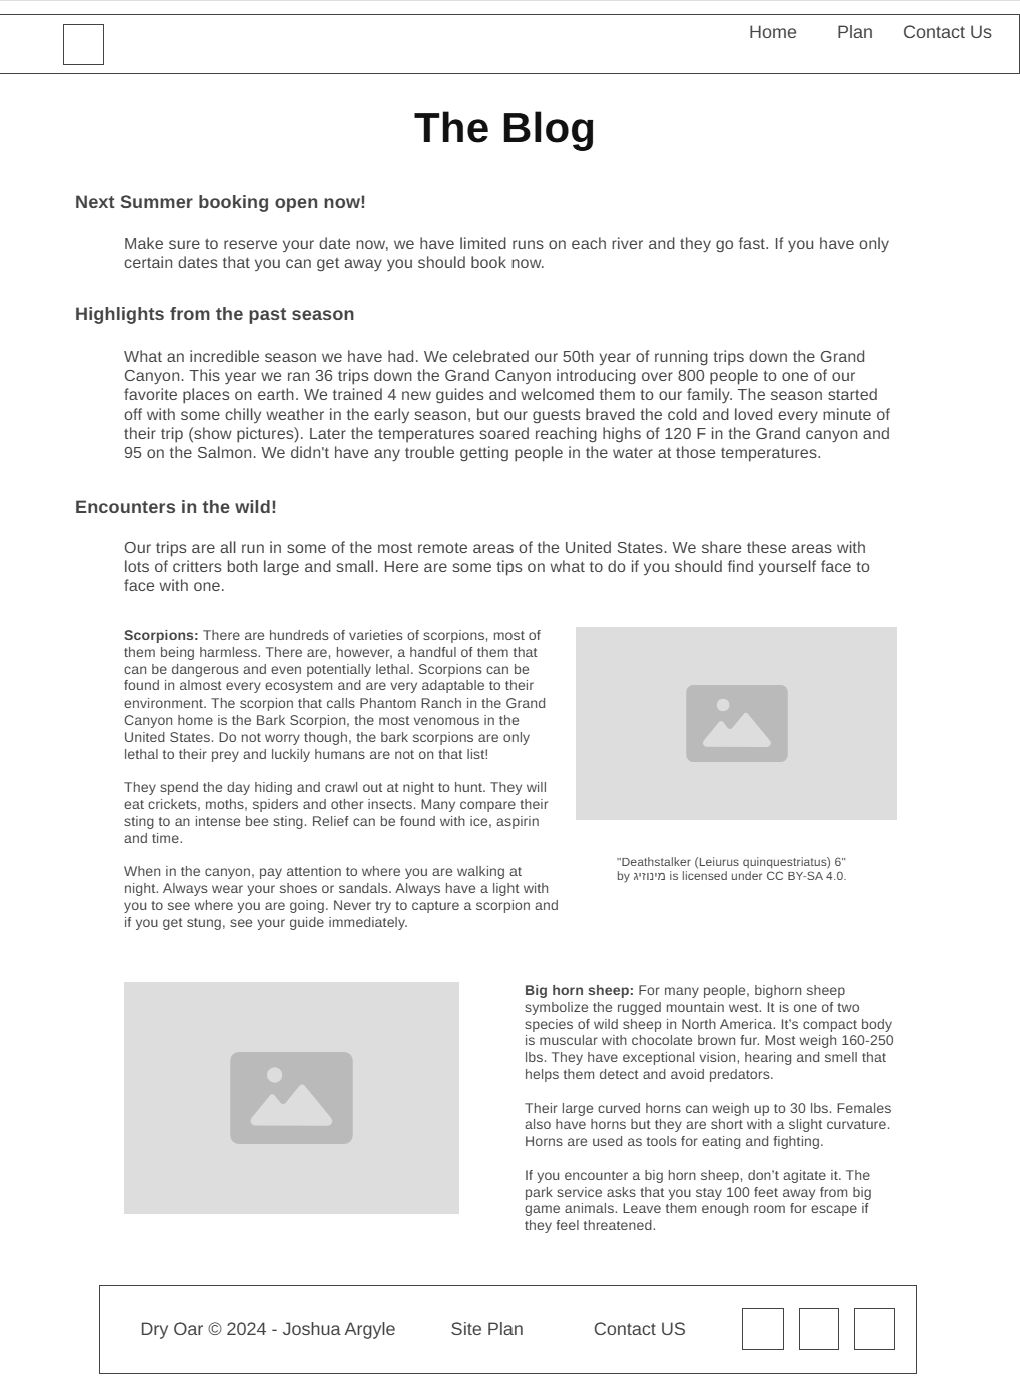 Home Plan Contact Us
The Blog
Next Summer booking open now!
Make sure to reserve your date now, we have limited runs on each river and they go fast. If you have only
certain dates that you can get away you should book now.
Highlights from the past season
What an incredible season we have had. We celebrated our 50th year of running trips down the Grand
Canyon. This year we ran 36 trips down the Grand Canyon introducing over 800 people to one of our
favorite places on earth. We trained 4 new guides and welcomed them to our family. The season started
off with some chilly weather in the early season, but our guests braved the cold and loved every minute of
their trip (show pictures). Later the temperatures soared reaching highs of 120 F in the Grand canyon and
95 on the Salmon. We didn't have any trouble getting people in the water at those temperatures.
Encounters in the wild!
Our trips are all run in some of the most remote areas of the United States. We share these areas with
lots of critters both large and small. Here are some tips on what to do if you should find yourself face to
face with one.
Scorpions: There are hundreds of varieties of scorpions, most of
them being harmless. There are, however, a handful of them that
can be dangerous and even potentially lethal. Scorpions can be
found in almost every ecosystem and are very adaptable to their
environment. The scorpion that calls Phantom Ranch in the Grand
Canyon home is the Bark Scorpion, the most venomous in the
United States. Do not worry though, the bark scorpions are only
lethal to their prey and luckily humans are not on that list!
They spend the day hiding and crawl out at night to hunt. They will
eat crickets, moths, spiders and other insects. Many compare their
sting to an intense bee sting. Relief can be found with ice, aspirin
and time.
When in the canyon, pay attention to where you are walking at
night. Always wear your shoes or sandals. Always have a light with
you to see where you are going. Never try to capture a scorpion and
if you get stung, see your guide immediately.
"Deathstalker (Leiurus quinquestriatus) 6"
by מינוזיג is licensed under CC BY-SA 4.0.
Big horn sheep: For many people, bighorn sheep
symbolize the rugged mountain west. It is one of two
species of wild sheep in North America. It's compact body
is muscular with chocolate brown fur. Most weigh 160-250
lbs. They have exceptional vision, hearing and smell that
helps them detect and avoid predators.
Their large curved horns can weigh up to 30 lbs. Females
also have horns but they are short with a slight curvature.
Horns are used as tools for eating and fighting.
If you encounter a big horn sheep, don't agitate it. The
park service asks that you stay 100 feet away from big
game animals. Leave them enough room for escape if
they feel threatened.
Dry Oar © 2024 - Joshua Argyle Site Plan Contact US